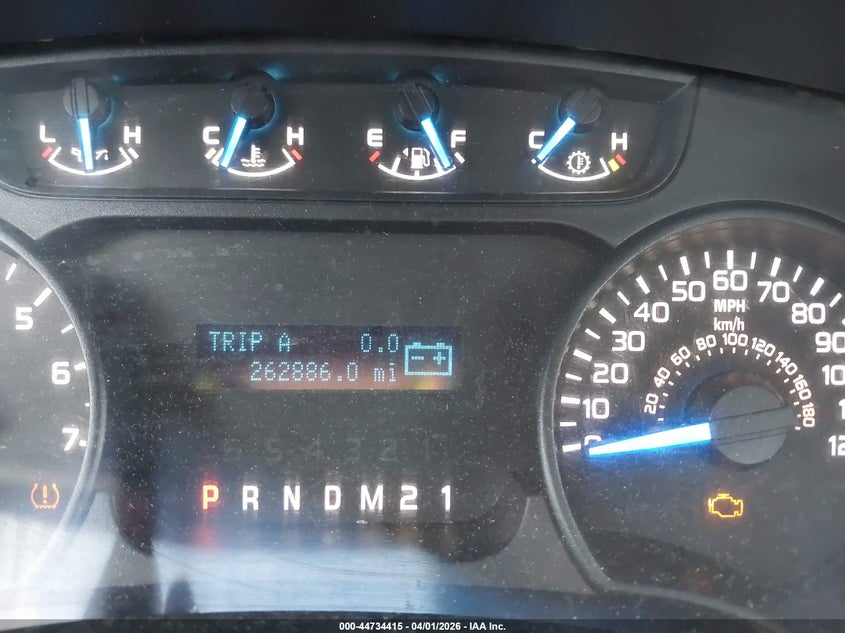 L H C H E F C H
5
6
7
TRIP A 0.0
262886.0 mi
P R N D M 2 1
0 10 20 30 40 50 60 70 80 90
MPH
km/h
20 40 60 80 100 120 140 160 180
000-44734415 - 04/01/2026 - IAA Inc.